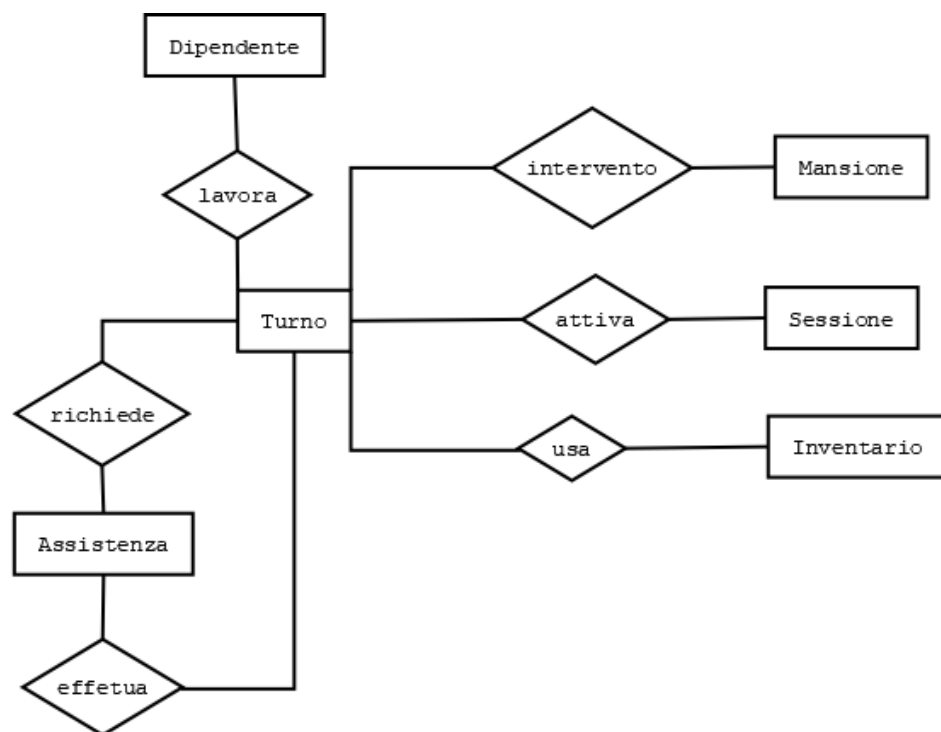 Dipendente
intervento
Mansione
lavora
Turno
attiva
Sessione
richiede
usa
Inventario
Assistenza
effetua